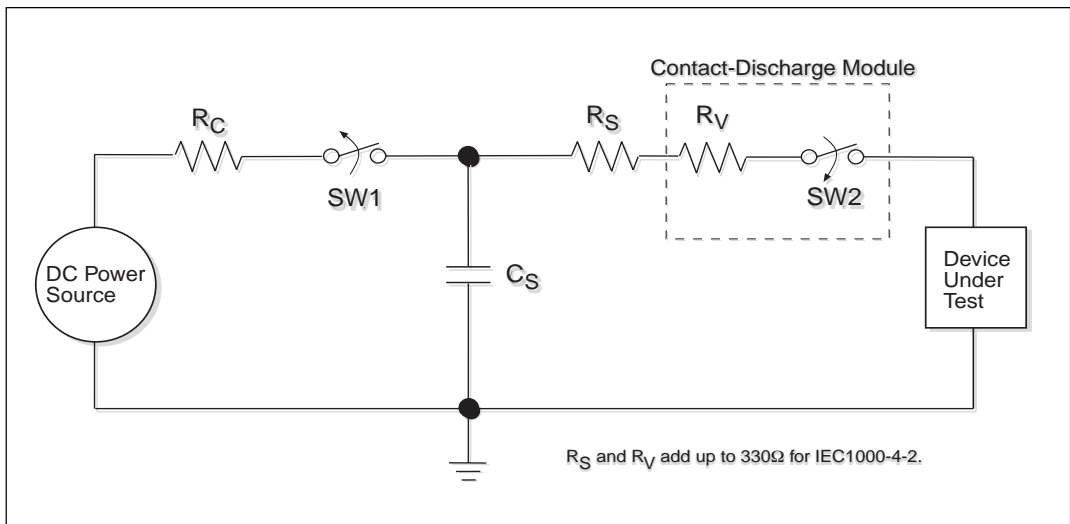 Contact-Discharge Module
RC
RS
RV
SW1
SW2
DC Power
Source
CS
Device
Under
Test
RS and RV add up to 330Ω for IEC1000-4-2.